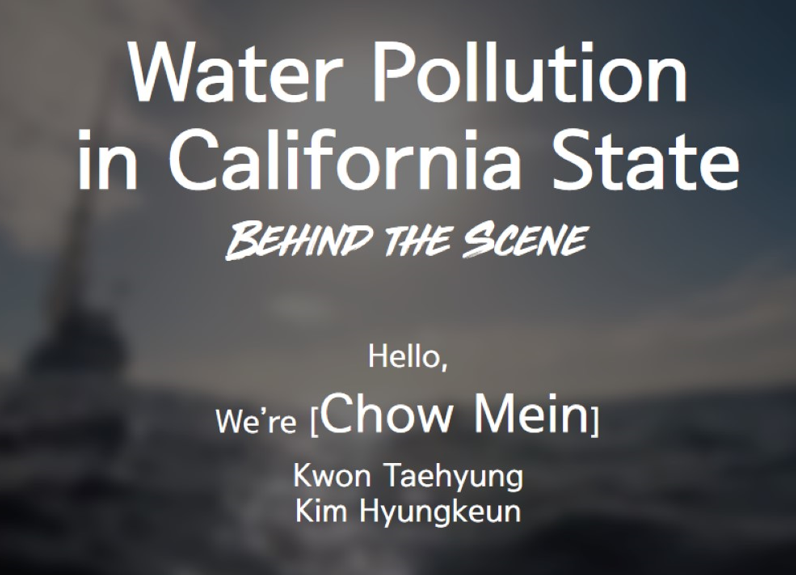 Water Pollution
in California State
BEHIND THE SCENE
Hello,
We're [Chow Mein]
Kwon Taehyung
Kim Hyungkeun